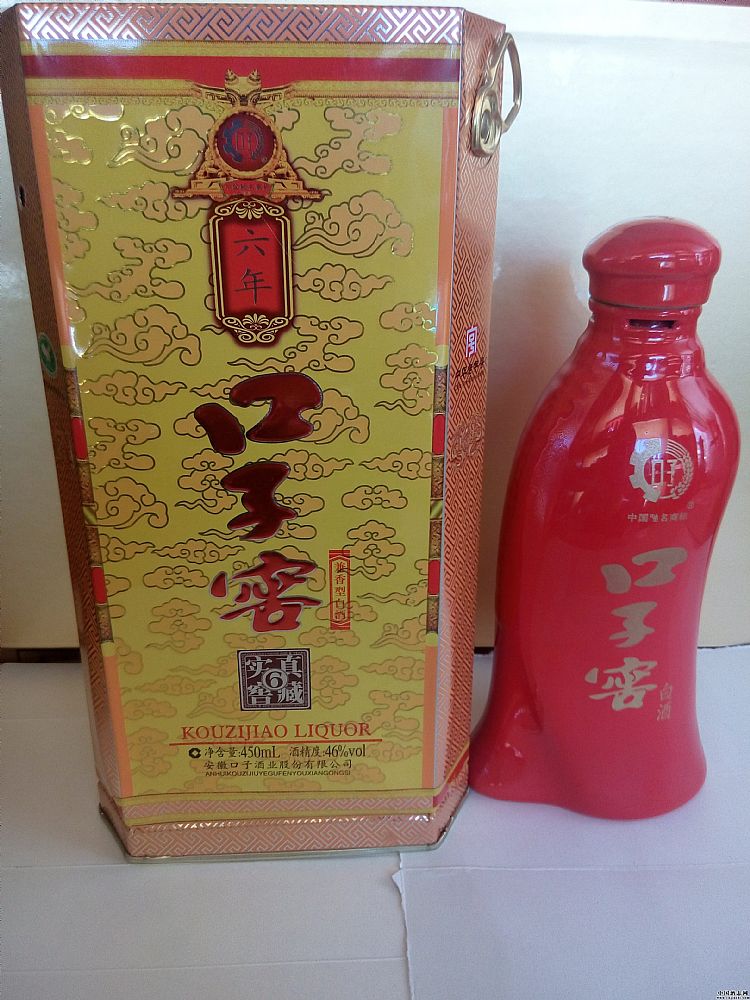 六年
口子窖
兼香型白酒
真藏
实窖
6
KOUZIJIAO LIQUOR
净含量:450mL 酒精度:46%vol
安徽口子酒业股份有限公司
ANHUIKOUZIJIUYEGUFENYOUXIANGONGSI
口子
中国驰名商标
口子窖
白酒